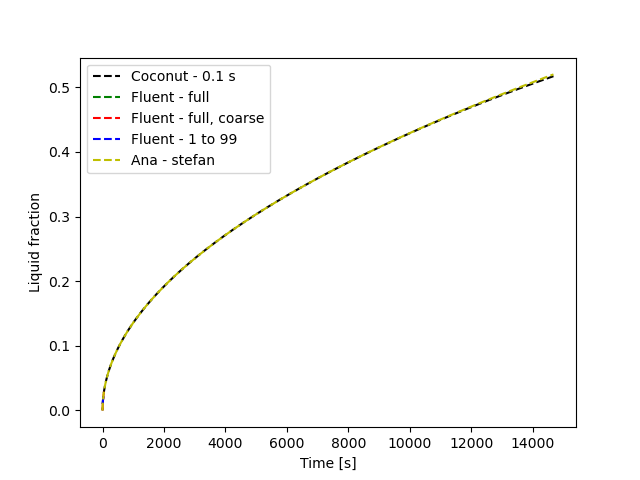 Coconut - 0.1 s
Fluent - full
Fluent - full, coarse
Fluent - 1 to 99
Ana - stefan
0.5
0.4
0.3
0.2
0.1
0.0
Liquid fraction
0 2000 4000 6000 8000 10000 12000 14000
Time [s]